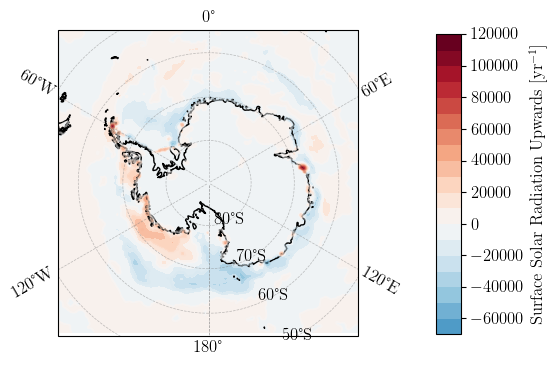 0°
60°W
60°E
120°W
120°E
180°
80°S
70°S
60°S
50°S
120000
100000
80000
60000
40000
20000
0
−20000
−40000
−60000
Surface Solar Radiation Upwards [yr⁻¹]